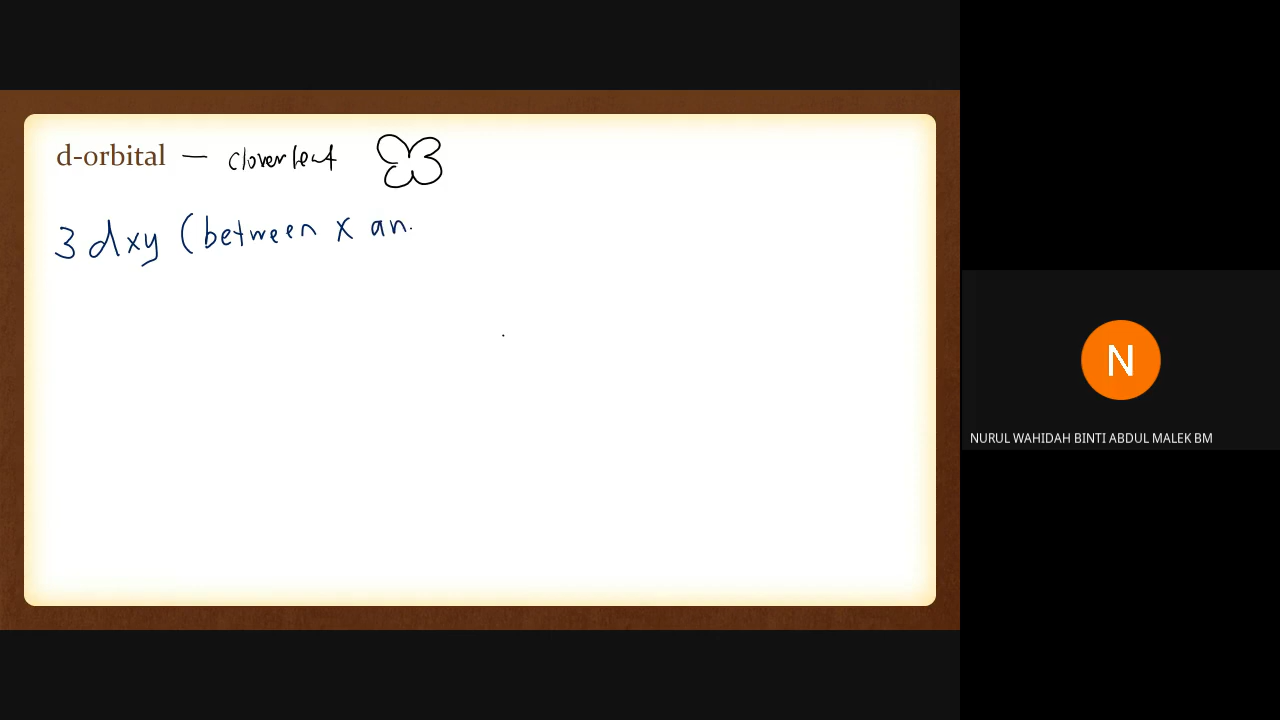 d-orbital — cloverleaf
3 dxy (between x an
N
NURUL WAHIDAH BINTI ABDUL MALEK BM